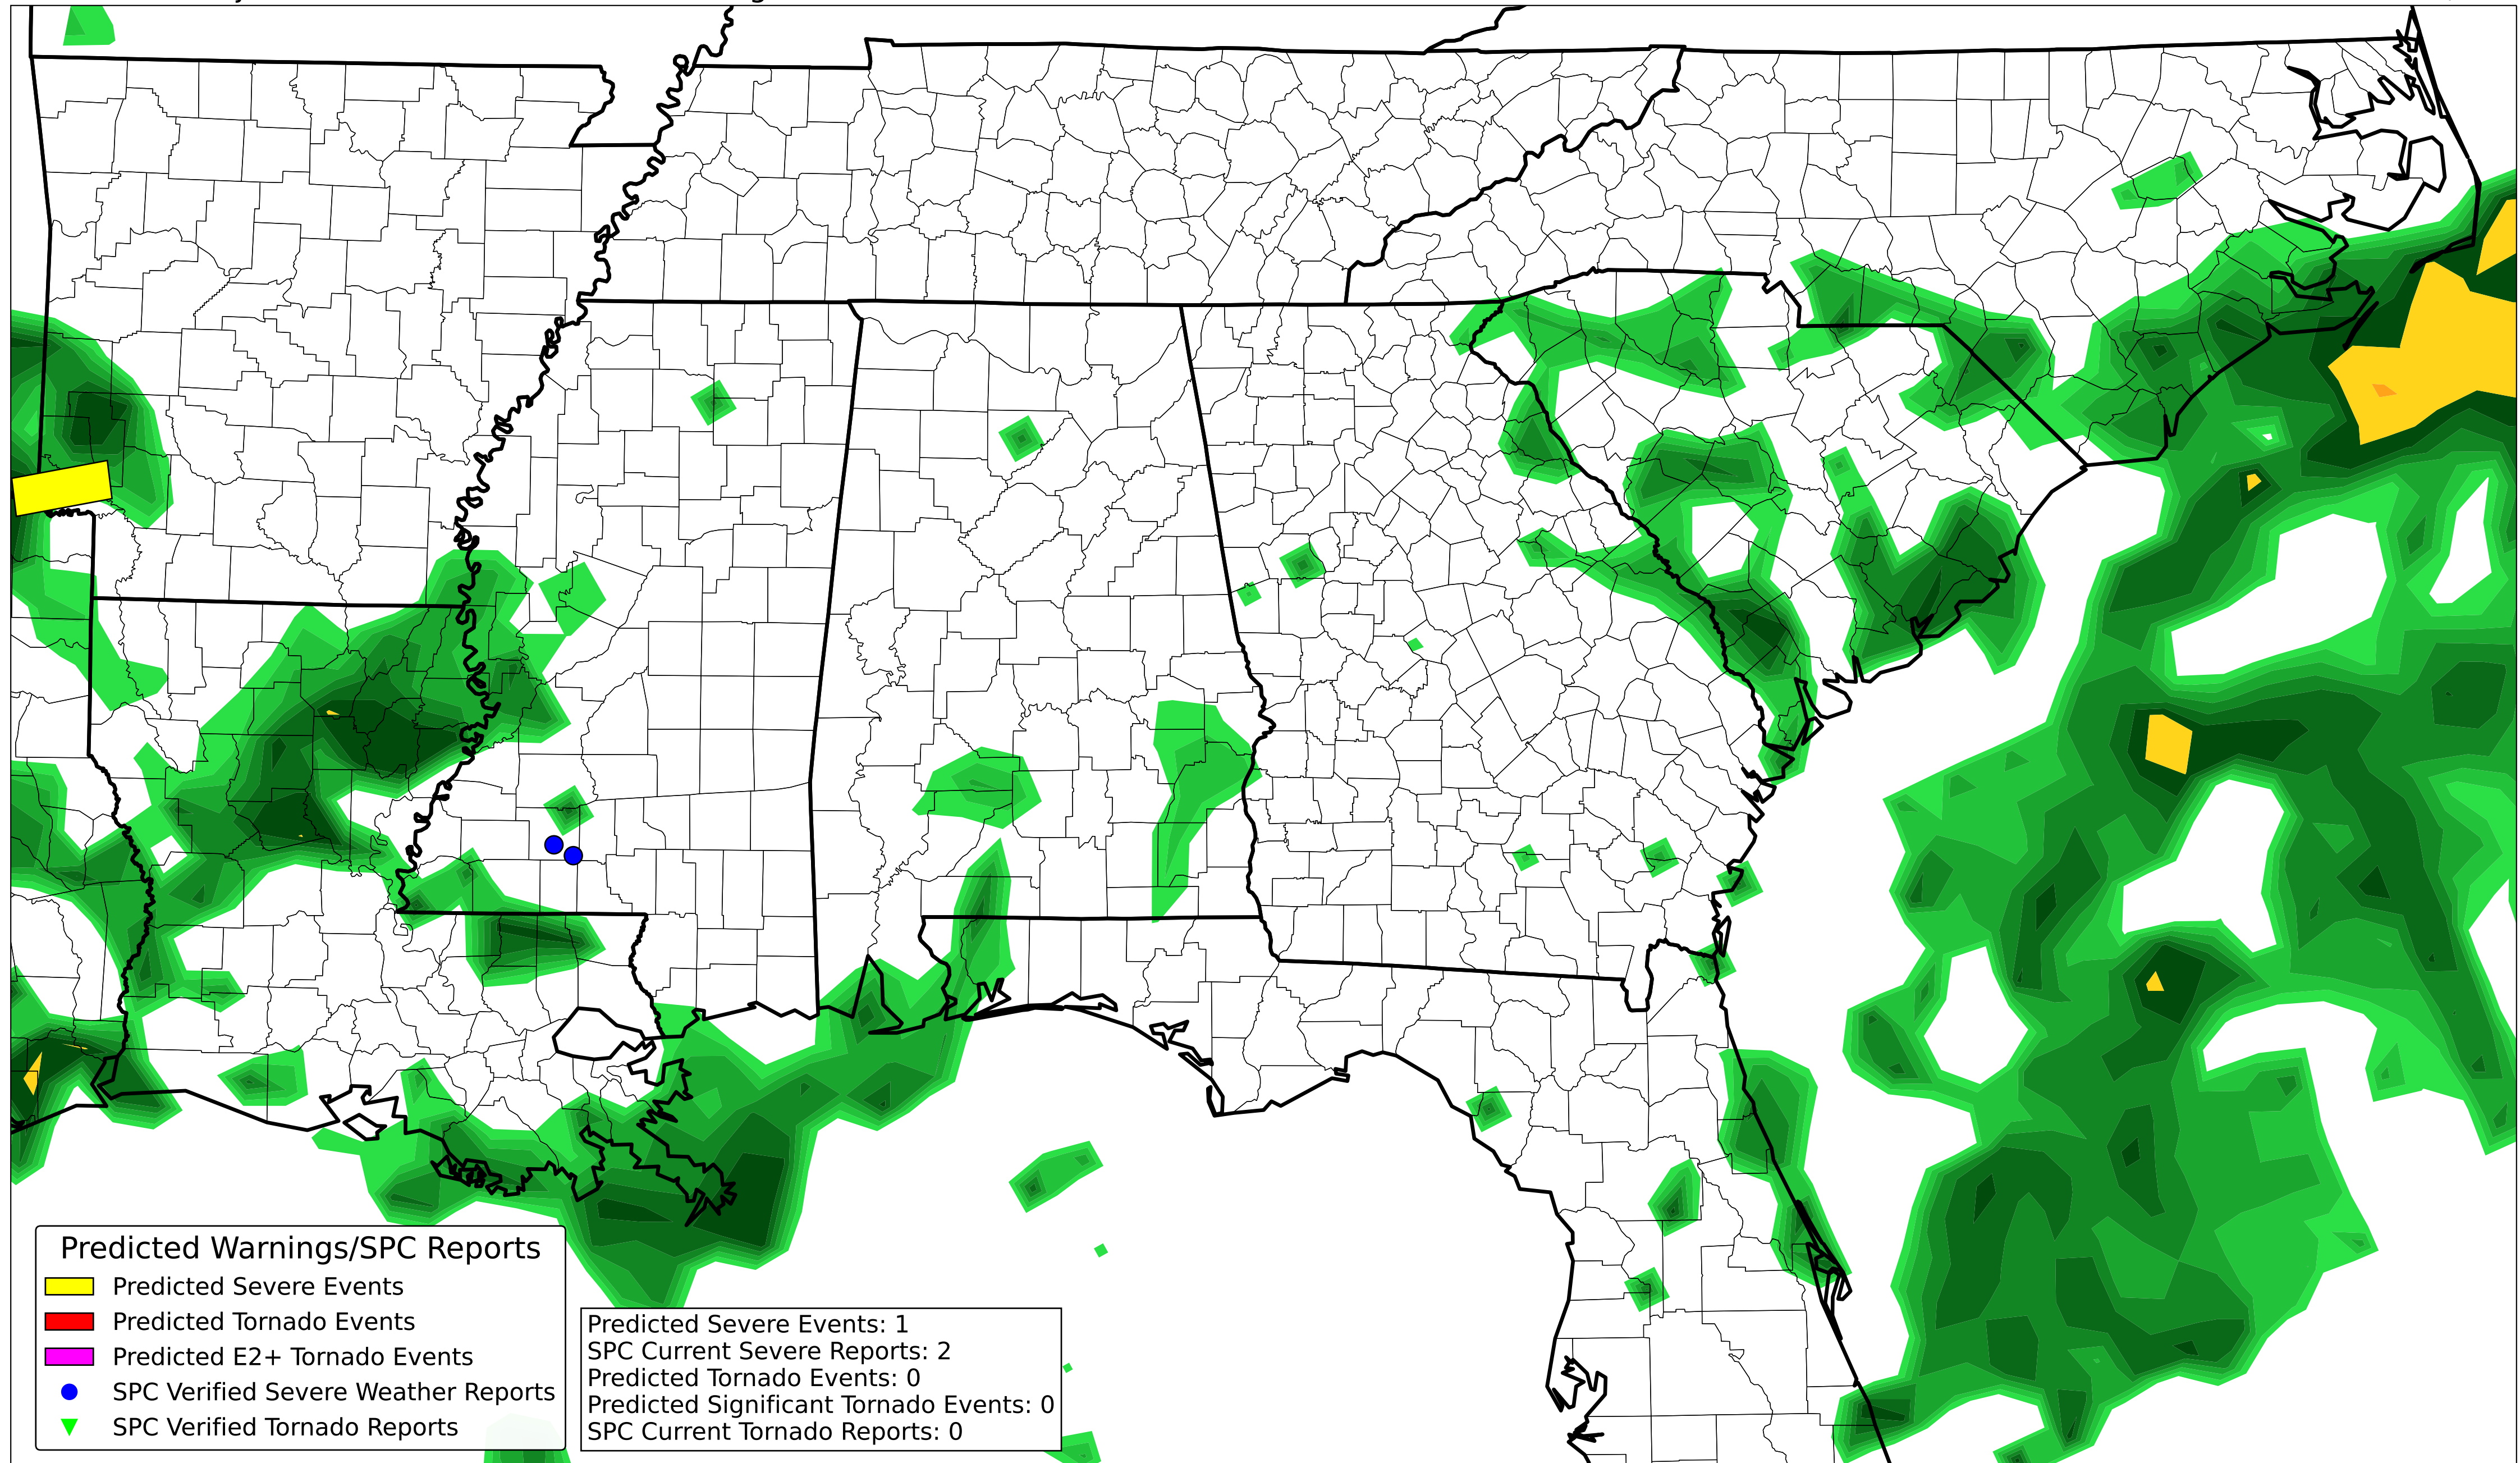 Predicted Warnings/SPC Reports
Predicted Severe Events
Predicted Tornado Events
Predicted E2+ Tornado Events
SPC Verified Severe Weather Reports
SPC Verified Tornado Reports
Predicted Severe Events: 1
SPC Current Severe Reports: 2
Predicted Tornado Events: 0
Predicted Significant Tornado Events: 0
SPC Current Tornado Reports: 0